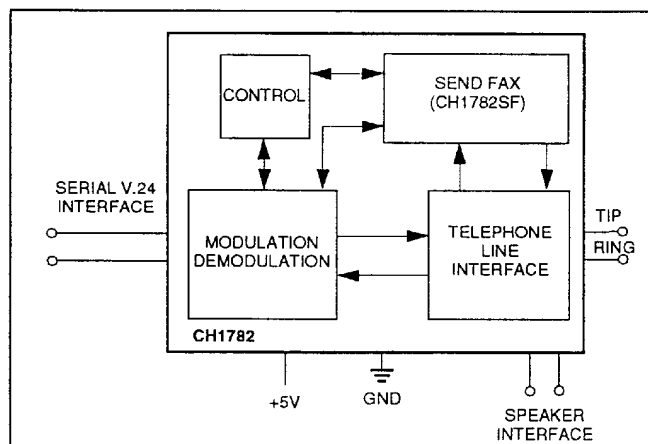 CONTROL
SEND FAX
(CH1782SF)
SERIAL V.24
INTERFACE
MODULATION
DEMODULATION
TELEPHONE
LINE
INTERFACE
TIP
RING
CH1782
+5V
GND
SPEAKER
INTERFACE